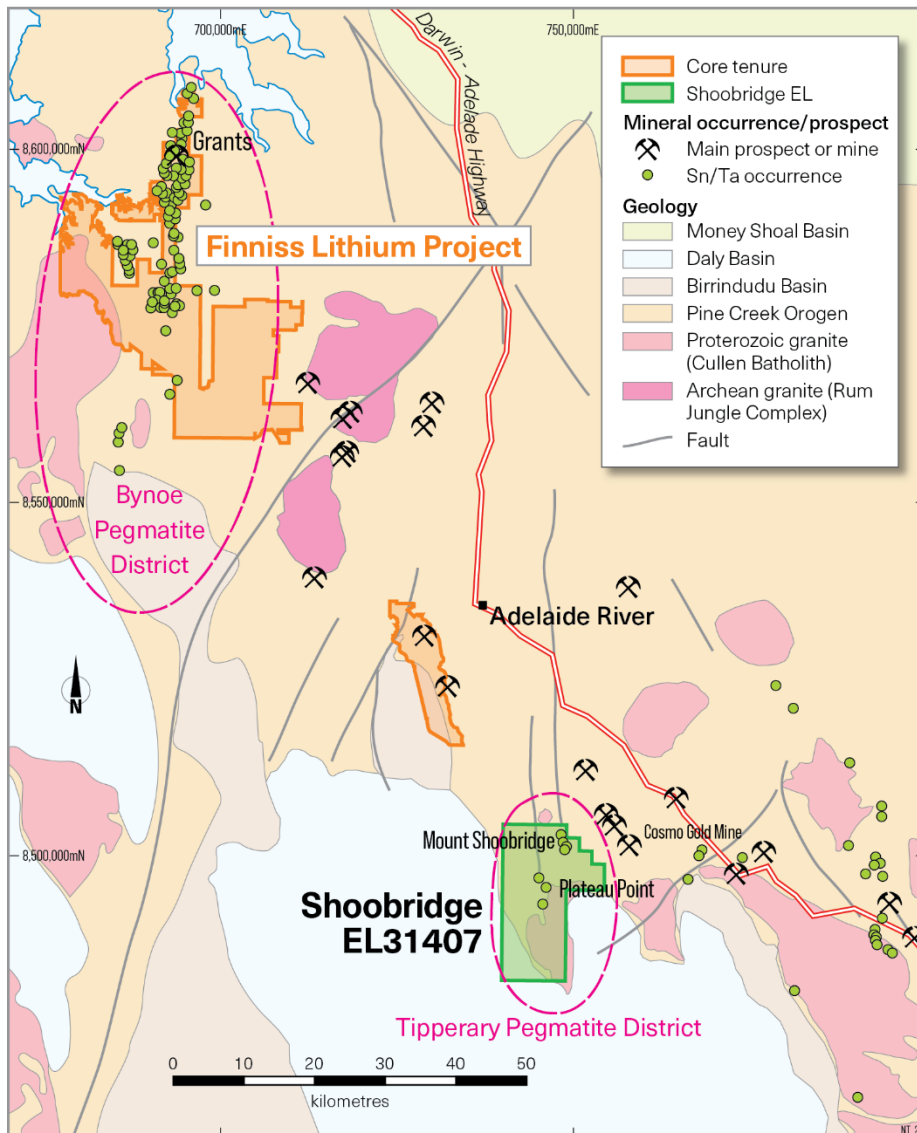 700,000mE
750,000mE
Darwin - Adelaide Highway
Core tenure
Shoobridge EL
Mineral occurrence/prospect
Main prospect or mine
Sn/Ta occurrence
Geology
Money Shoal Basin
Daly Basin
Birrindudu Basin
Pine Creek Orogen
Proterozoic granite
(Cullen Batholith)
Archean granite (Rum
Jungle Complex)
Fault
Grants
8,600,000mN
Finniss Lithium Project
8,550,000mN
Bynoe
Pegmatite
District
Adelaide River
N
Mount Shoobridge
Cosmo Gold Mine
8,500,000mN
Plateau Point
Shoobridge
EL31407
Tipperary Pegmatite District
0 10 20 30 40 50
kilometres